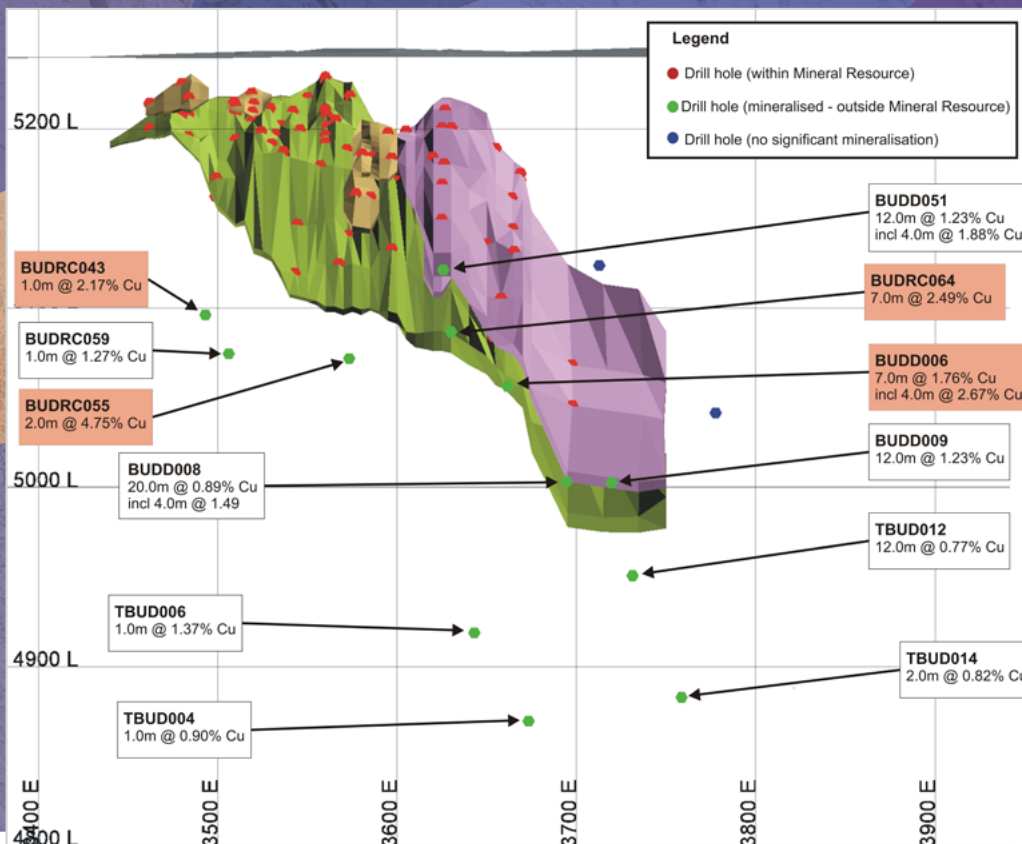 Legend
Drill hole (within Mineral Resource)
Drill hole (mineralised - outside Mineral Resource)
Drill hole (no significant mineralisation)
5200 L
BUDD051
12.0m @ 1.23% Cu
incl 4.0m @ 1.88% Cu
BUDRC043
1.0m @ 2.17% Cu
BUDRC064
7.0m @ 2.49% Cu
BUDRC059
1.0m @ 1.27% Cu
BUDD006
7.0m @ 1.76% Cu
incl 4.0m @ 2.67% Cu
BUDRC055
2.0m @ 4.75% Cu
BUDD009
12.0m @ 1.23% Cu
BUDD008
20.0m @ 0.89% Cu
incl 4.0m @ 1.49
5000 L
TBUD012
12.0m @ 0.77% Cu
TBUD006
1.0m @ 1.37% Cu
4900 L
TBUD014
2.0m @ 0.82% Cu
TBUD004
1.0m @ 0.90% Cu
3500 E
3600 E
3700 E
3800 E
3900 E